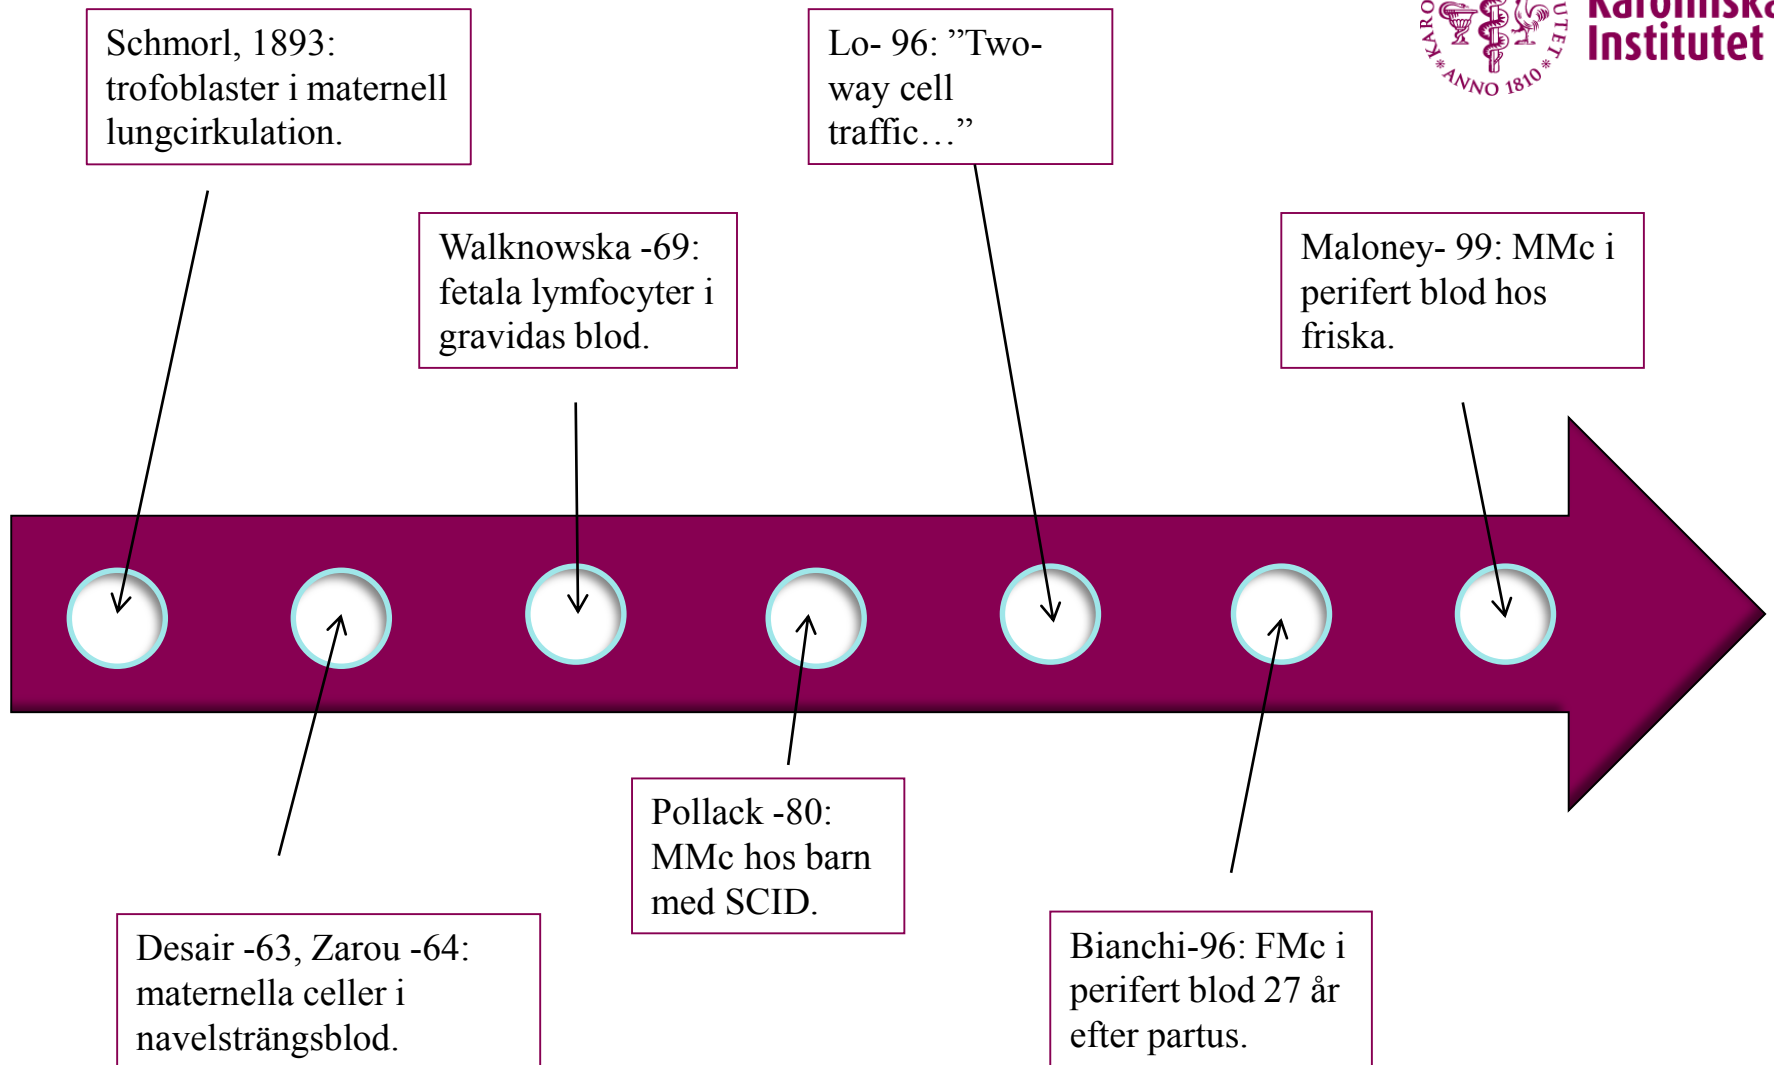 Schmorl, 1893:
trofoblaster i maternell
lungcirkulation.
Lo- 96: ”Two-
way cell
traffic…”
Institutet
ANNO 1810
Walknowska -69:
fetala lymfocyter i
gravidas blod.
Maloney- 99: MMc i
perifert blod hos
friska.
Pollack -80:
MMc hos barn
med SCID.
Desair -63, Zarou -64:
maternella celler i
navelsträngsblod.
Bianchi-96: FMc i
perifert blod 27 år
efter partus.